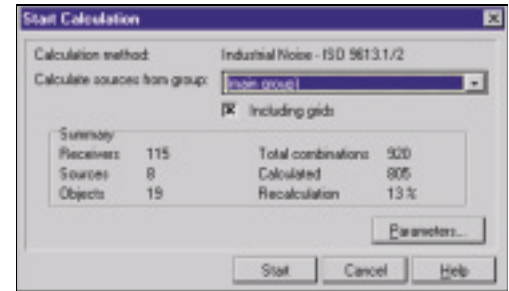 Start Calculation
Calculation method: Industrial Noise - ISO 9613.1/2
Calculate sources from group: (main group)
Including grids
Summary
Receivers 115 Total combinations 920
Sources 8 Calculated 805
Objects 19 Recalculation 13 %
Parameters...
Start Cancel Help